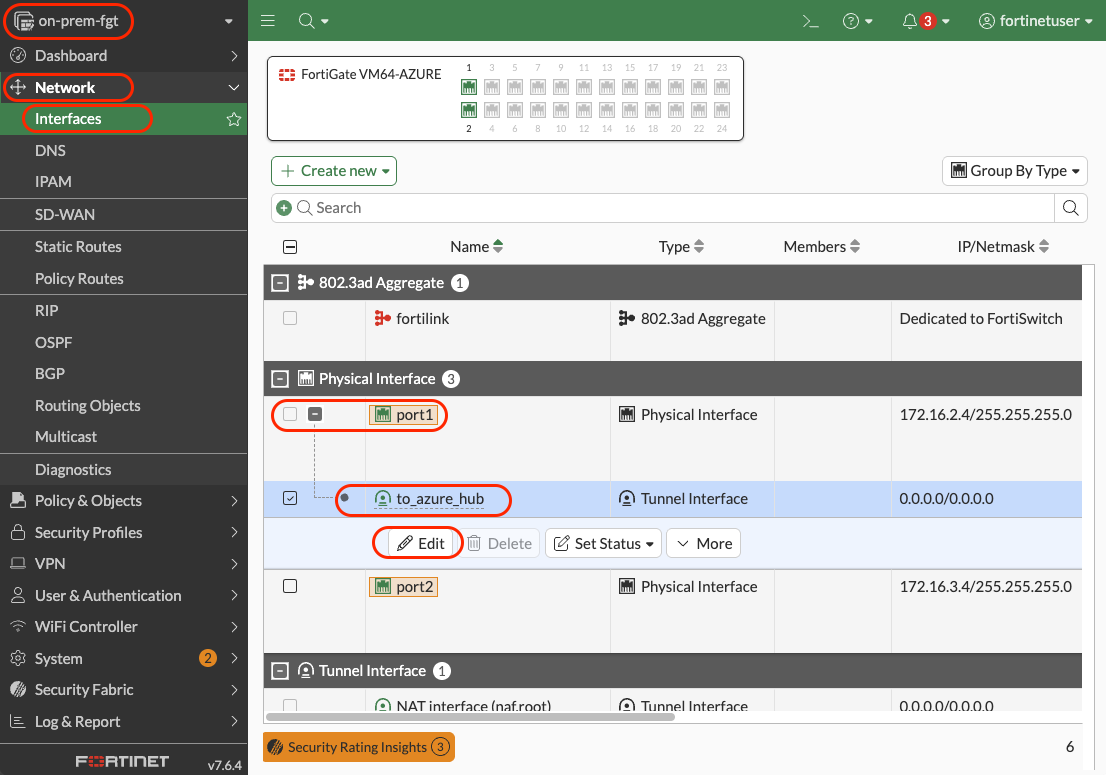 on-prem-fgt
Dashboard
Network
Interfaces
DNS
IPAM
SD-WAN
Static Routes
Policy Routes
RIP
OSPF
BGP
Routing Objects
Multicast
Diagnostics
Policy & Objects
Security Profiles
VPN
User & Authentication
WiFi Controller
System 2
Security Fabric
Log & Report
FORTINET v7.6.4
3 fortinetuser
FortiGate VM64-AZURE
1 3 5 7 9 11 13 15 17 19 21 23
2 4 6 8 10 12 14 16 18 20 22 24
Create new
Group By Type
Search
Name Type Members IP/Netmask
802.3ad Aggregate 1
fortilink 802.3ad Aggregate Dedicated to FortiSwitch
Physical Interface 3
port1 Physical Interface 172.16.2.4/255.255.255.0
to_azure_hub Tunnel Interface 0.0.0.0/0.0.0.0
Edit Delete Set Status More
port2 Physical Interface 172.16.3.4/255.255.255.0
Tunnel Interface 1
NAT interface (naf.root) Tunnel Interface 0.0.0.0/0.0.0.0
Security Rating Insights 3
6